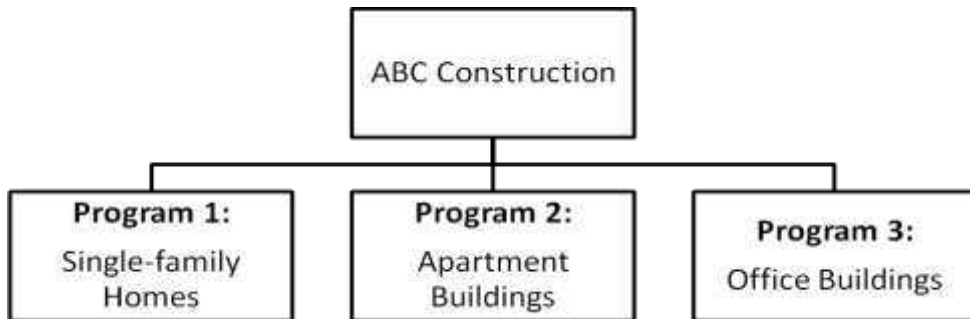 ABC Construction
Program 1:
Single-family
Homes
Program 2:
Apartment
Buildings
Program 3:
Office Buildings